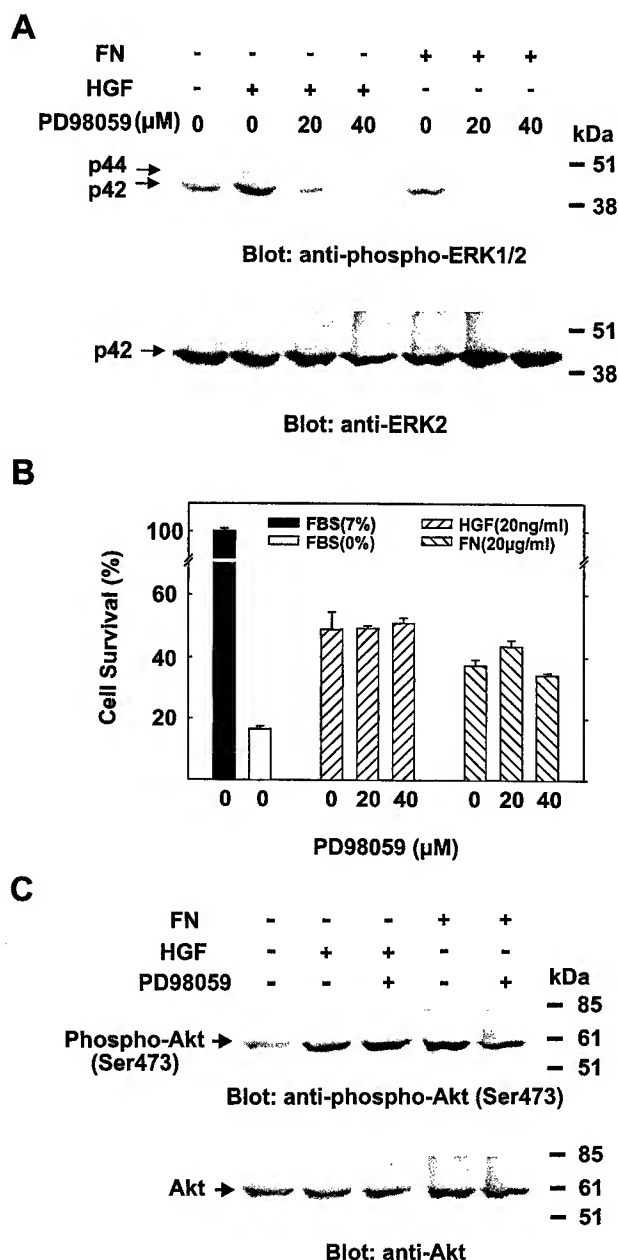 A
FN - - - - + + +
HGF - + + + - - -
PD98059 (µM) 0 0 20 40 0 20 40 kDa
p44
51
p42
38
Blot: anti-phospho-ERK1/2
51
p42
38
Blot: anti-ERK2
B
FBS(7%) HGF(20ng/ml)
FBS(0%) FN(20µg/ml)
100
60
40
20
Cell Survival (%)
0 0 0 20 40 0 20 40
PD98059 (µM)
C
FN - - - + +
HGF - + + - -
PD98059 - - + - + kDa
85
Phospho-Akt 61
(Ser473) 51
Blot: anti-phospho-Akt (Ser473)
85
Akt 61
51
Blot: anti-Akt